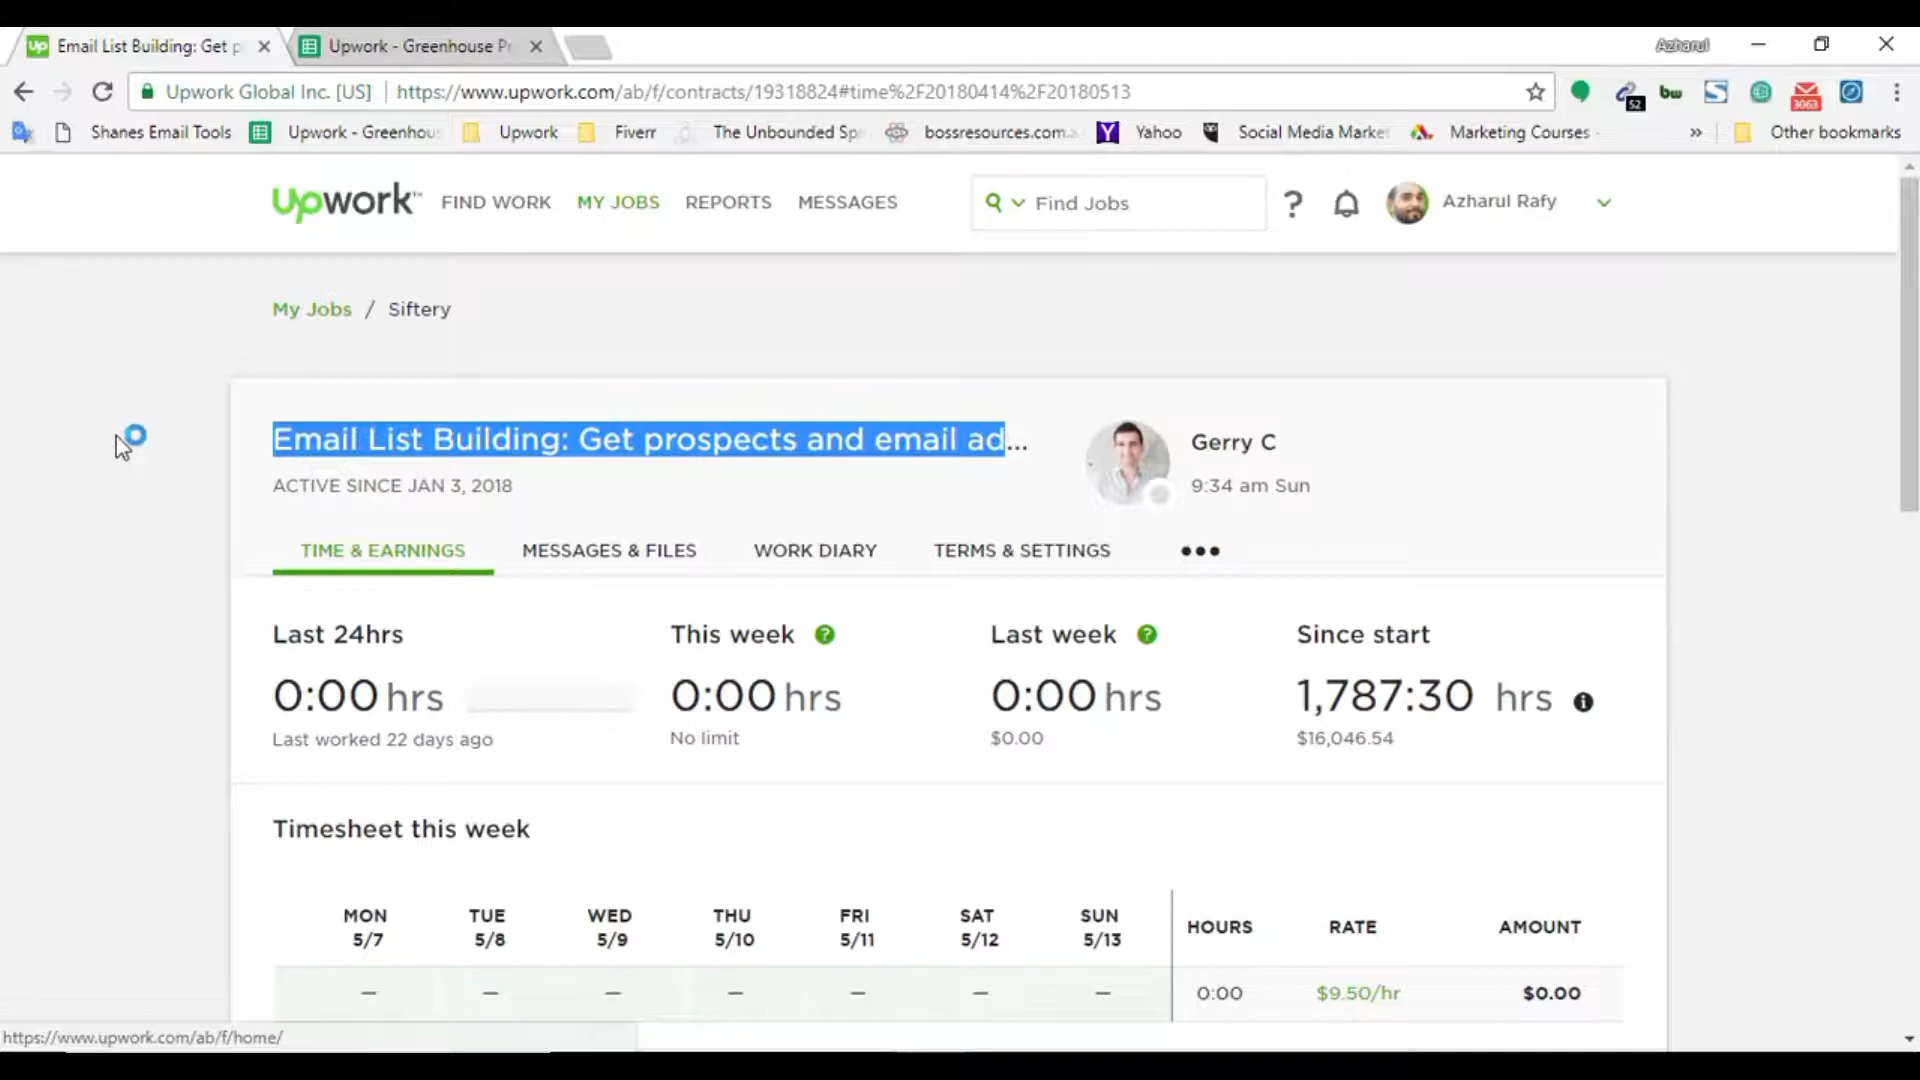 Email List Building: Get p
Upwork - Greenhouse Pr
Azharul
Upwork Global Inc. [US] https://www.upwork.com/ab/f/contracts/19318824#time%2F20180414%2F20180513
52
bw
3063
Shanes Email Tools
Upwork - Greenhou
Upwork
Fiverr
The Unbounded Sp
bossresources.com
Yahoo
Social Media Market
Marketing Courses -
» Other bookmarks
upwork™ FIND WORK MY JOBS REPORTS MESSAGES
Find Jobs
? Azharul Rafy
My Jobs / Siftery
Email List Building: Get prospects and email ad...
Gerry C
ACTIVE SINCE JAN 3, 2018
9:34 am Sun
TIME & EARNINGS MESSAGES & FILES WORK DIARY TERMS & SETTINGS •••
Last 24hrs
This week ?
Last week ?
Since start
0:00 hrs
0:00 hrs
0:00 hrs
1,787:30 hrs
Last worked 22 days ago
No limit
$0.00
$16,046.54
Timesheet this week
MON TUE WED THU FRI SAT SUN
5/7 5/8 5/9 5/10 5/11 5/12 5/13
HOURS RATE AMOUNT
– – – – – – – 0:00 $9.50/hr $0.00
https://www.upwork.com/ab/f/home/